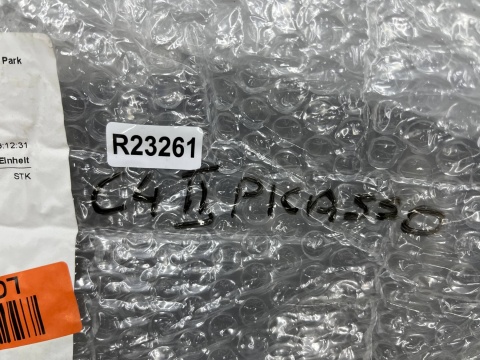 Park
:12:31
Einheit
STK
R23261
C4 II PICASSO
07